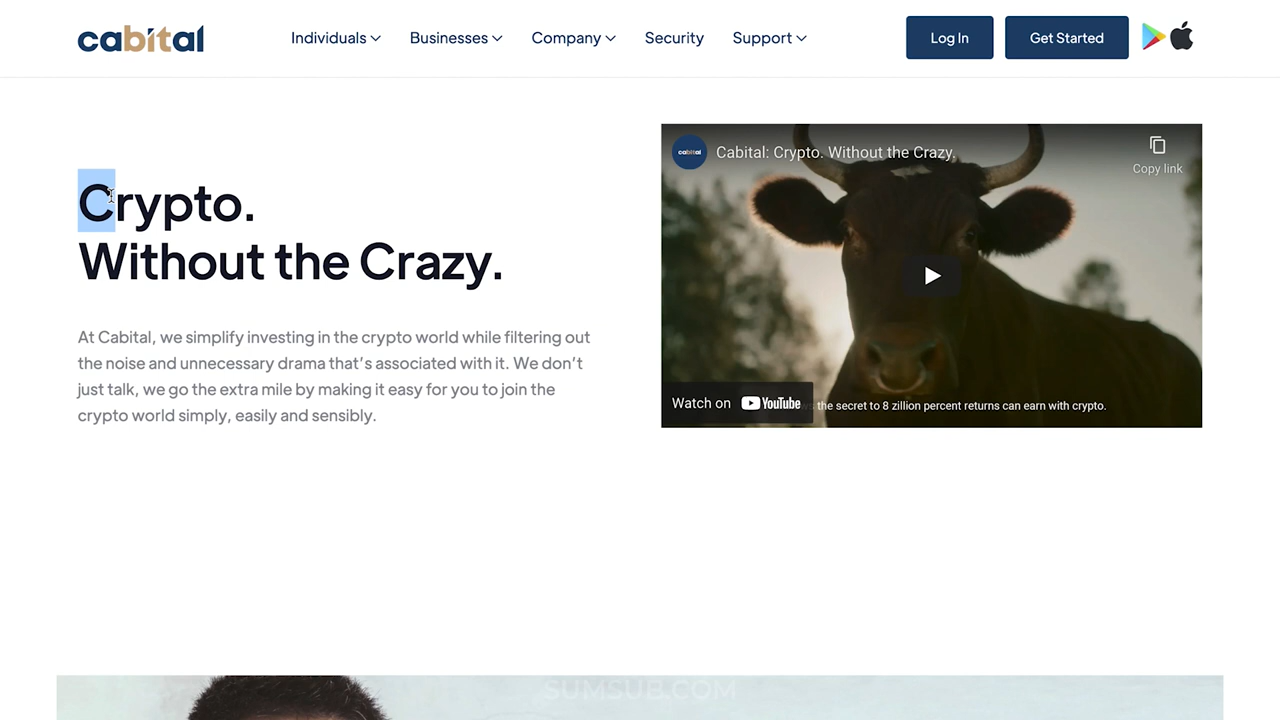 cabital
Individuals
Businesses
Company
Security
Support
Log In
Get Started
Crypto.
Without the Crazy.
At Cabital, we simplify investing in the crypto world while filtering out
the noise and unnecessary drama that's associated with it. We don't
just talk, we go the extra mile by making it easy for you to join the
crypto world simply, easily and sensibly.
cabital
Cabital: Crypto. Without the Crazy.
Copy link
Watch on YouTube
the secret to 8 zillion percent returns can earn with crypto.
SUMSUB.COM